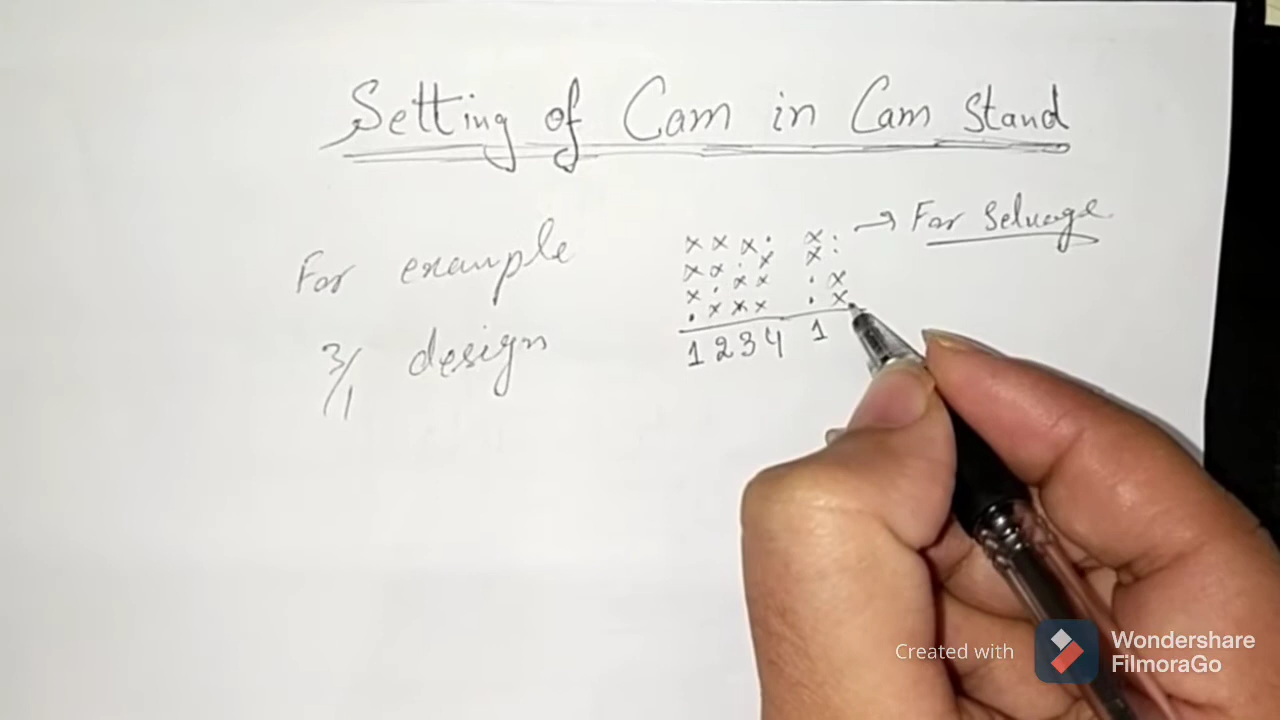 Setting of Cam in Cam Stand
For example
3/1 design
x x x . x . → For Selvage
x x . x x .
x . x x . x
. x x x . x
1 2 3 4 1
Created with Wondershare FilmoraGo